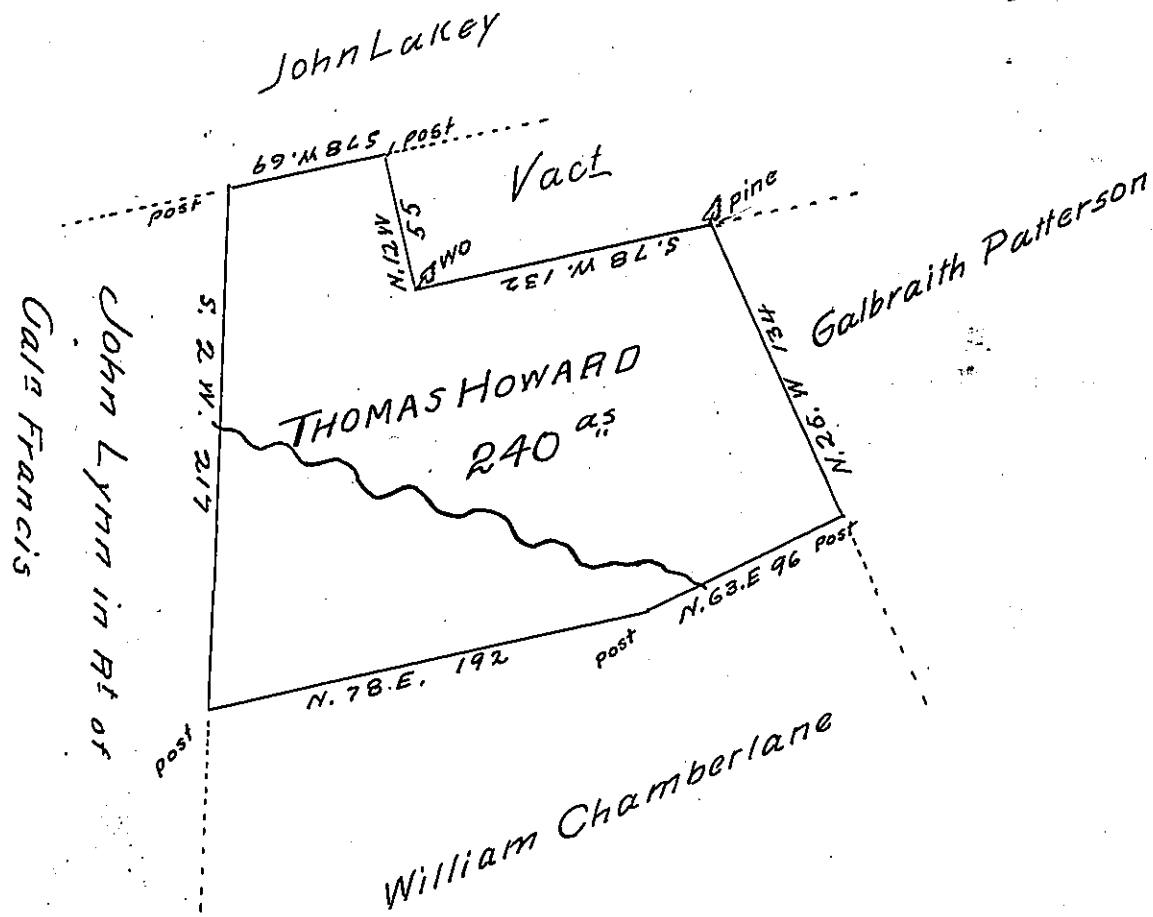 John Lakey
S 78 W. 69
post
post
Vact
N. 12 W
55
WO
S. 78 W. 132
pine
Galbraith Patterson
N. 26. W 134
THOMAS HOWARD
240 as
S. 2 W. 217
John Lynn in Rt of
Galn Francis
N. 63. E 96
post
post
N. 78. E. 192
post
William Chamberlane